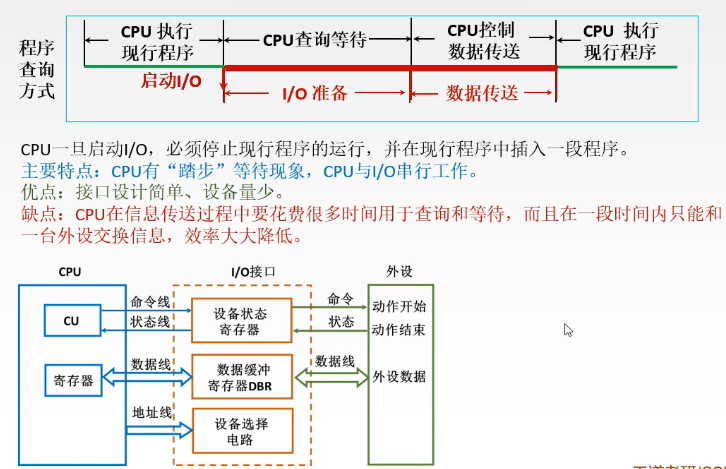 程序
查询
方式
CPU 执行
现行程序
CPU查询等待
CPU控制
数据传送
CPU 执行
现行程序
启动I/O
I/O 准备
数据传送
CPU一旦启动I/O，必须停止现行程序的运行，并在现行程序中插入一段程序。
主要特点：CPU有“踏步”等待现象，CPU与I/O串行工作。
优点：接口设计简单、设备量少。
缺点：CPU在信息传送过程中要花费很多时间用于查询和等待，而且在一段时间内只能和
一台外设交换信息，效率大大降低。
CPU
I/O接口
外设
CU
命令线
状态线
设备状态
寄存器
命令
状态
动作开始
动作结束
寄存器
数据线
数据缓冲
寄存器DBR
数据线
外设数据
地址线
设备选择
电路